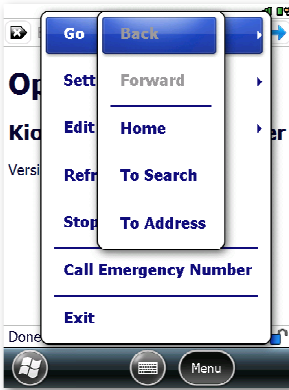 Go
Back
Forward
Home
To Search
To Address
Sett
Edit
Refr
Stop
Call Emergency Number
Exit
Op
Kio
er
Versi
Done
Menu